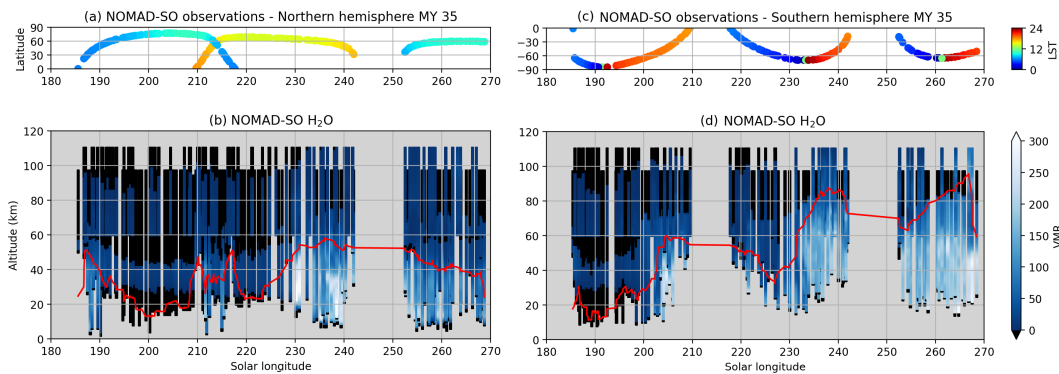 (a) NOMAD-SO observations - Northern hemisphere MY 35
Latitude
90
60
30
0
180 190 200 210 220 230 240 250 260 270
(c) NOMAD-SO observations - Southern hemisphere MY 35
0
−30
−60
−90
180 190 200 210 220 230 240 250 260 270
24
12
0
LST
(b) NOMAD-SO H2O
Altitude (km)
120
100
80
60
40
20
0
180 190 200 210 220 230 240 250 260 270
Solar longitude
(d) NOMAD-SO H2O
120
100
80
60
40
20
0
180 190 200 210 220 230 240 250 260 270
Solar longitude
300
250
200
150
100
50
0
VMR